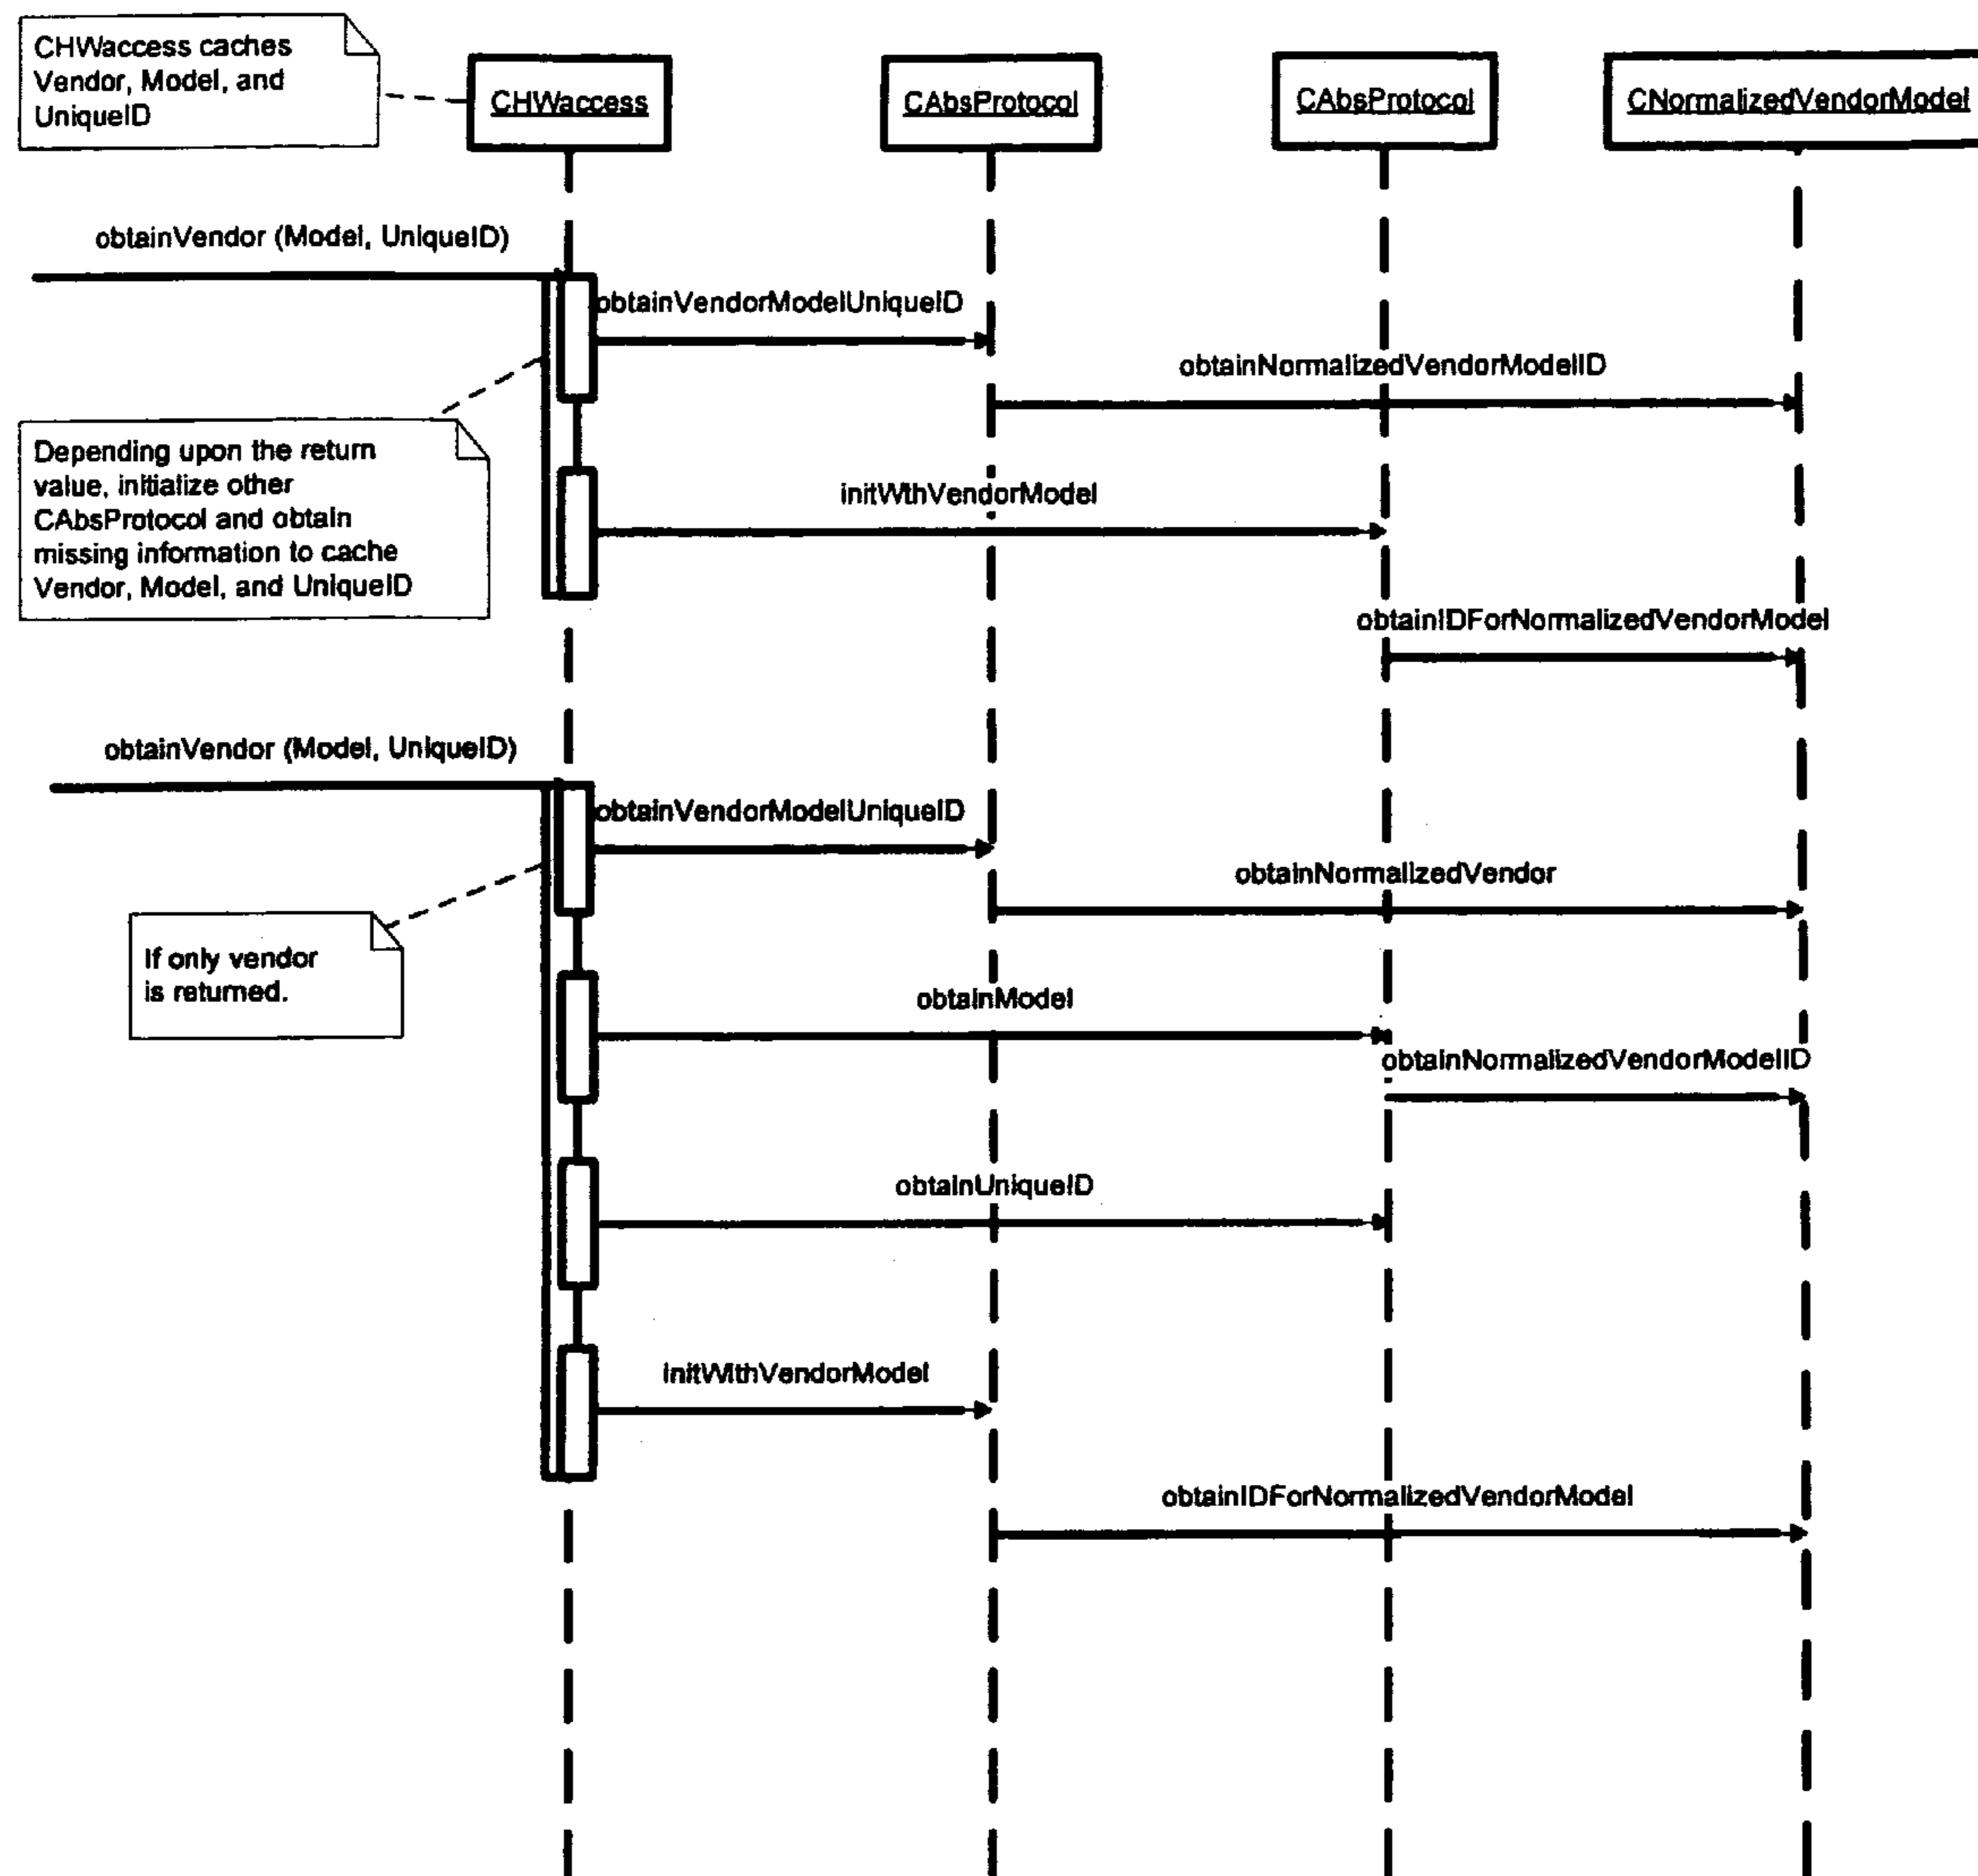 CHWaccess caches
Vendor, Model, and
UniqueID
CHWaccess
CAbsProtocol
CAbsProtocol
CNormalizedVendorModel
obtainVendor (Model, UniqueID)
obtainVendorModelUniqueID
obtainNormalizedVendorModelID
Depending upon the return
value, initialize other
CAbsProtocol and obtain
missing information to cache
Vendor, Model, and UniqueID
initWithVendorModel
obtainIDForNormalizedVendorModel
obtainVendor (Model, UniqueID)
obtainVendorModelUniqueID
obtainNormalizedVendor
If only vendor
is returned.
obtainModel
obtainNormalizedVendorModelID
obtainUniqueID
initWithVendorModel
obtainIDForNormalizedVendorModel